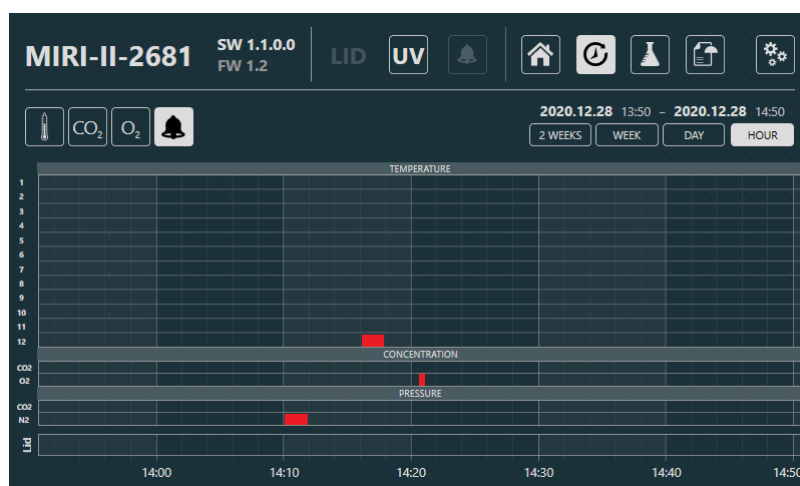 MIRI-II-2681 SW 1.1.0.0 LID UV
FW 1.2
2020.12.28 13:50 – 2020.12.28 14:50
CO₂ O₂
2 WEEKS WEEK DAY HOUR
TEMPERATURE
1
2
3
4
5
6
7
8
9
10
11
12
CONCENTRATION
CO2
O2
PRESSURE
CO2
N2
Lid
14:00 14:10 14:20 14:30 14:40 14:50